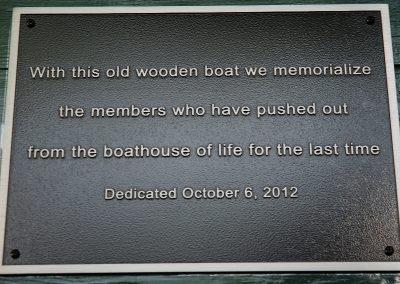 With this old wooden boat we memorialize
the members who have pushed out
from the boathouse of life for the last time
Dedicated October 6, 2012